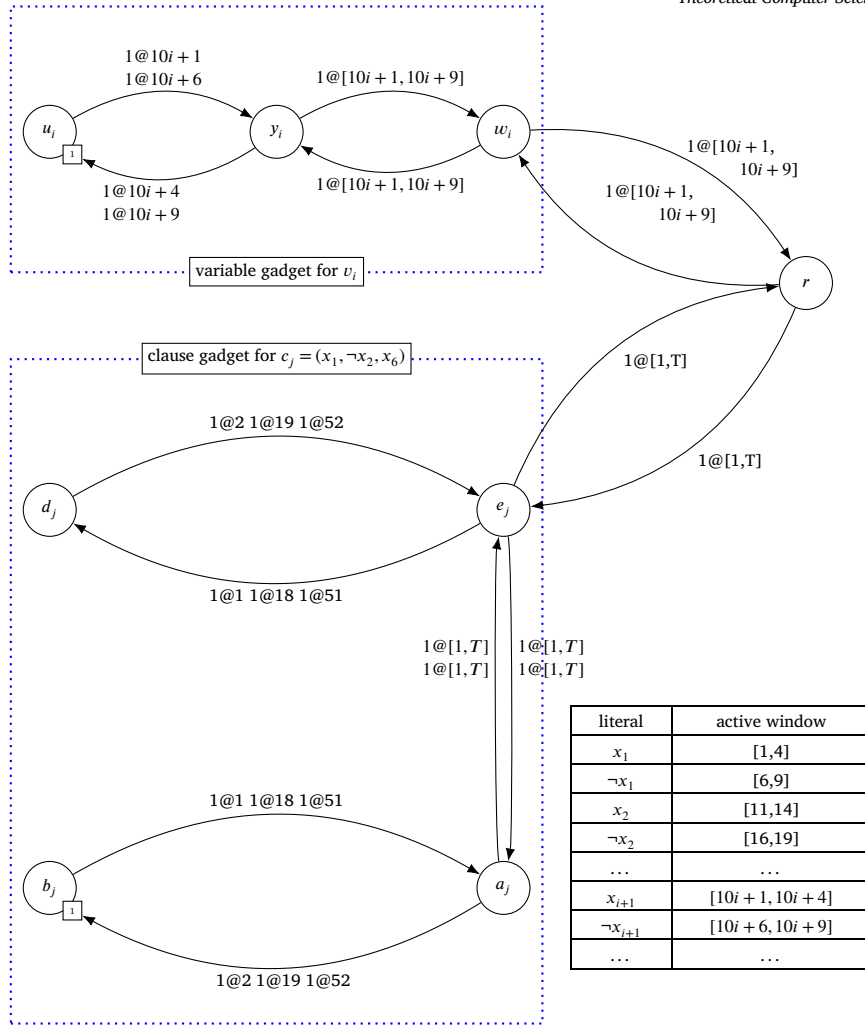 1@10i + 1
1@10i + 6
1@[10i + 1, 10i + 9]
u_i
1
y_i
w_i
1@10i + 4
1@10i + 9
1@[10i + 1, 10i + 9]
1@[10i + 1,
10i + 9]
1@[10i + 1,
10i + 9]
variable gadget for v_i
r
clause gadget for c_j = (x_1, ¬x_2, x_6)
1@[1,T]
1@2 1@19 1@52
1@[1,T]
d_j
e_j
1@1 1@18 1@51
1@[1, T]
1@[1, T]
1@[1, T]
1@[1, T]
literal active window
x_1 [1,4]
¬x_1 [6,9]
x_2 [11,14]
¬x_2 [16,19]
… …
x_{i+1} [10i + 1, 10i + 4]
¬x_{i+1} [10i + 6, 10i + 9]
… …
1@1 1@18 1@51
b_j
1
a_j
1@2 1@19 1@52